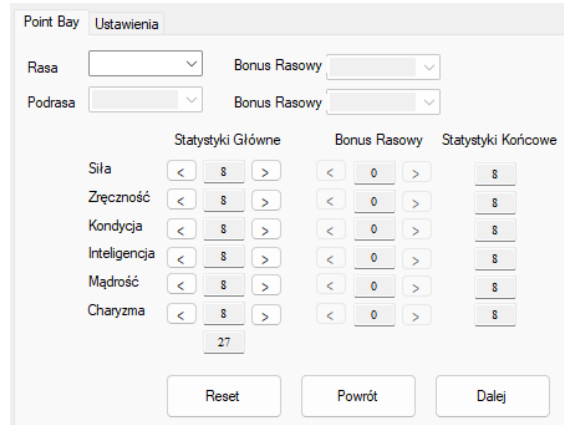 Point Bay Ustawienia
Rasa Bonus Rasowy
Podrasa Bonus Rasowy
Statystyki Główne Bonus Rasowy Statystyki Końcowe
Siła < 8 > < 0 > 8
Zręczność < 8 > < 0 > 8
Kondycja < 8 > < 0 > 8
Inteligencja < 8 > < 0 > 8
Mądrość < 8 > < 0 > 8
Charyzma < 8 > < 0 > 8
27
Reset Powrót Dalej